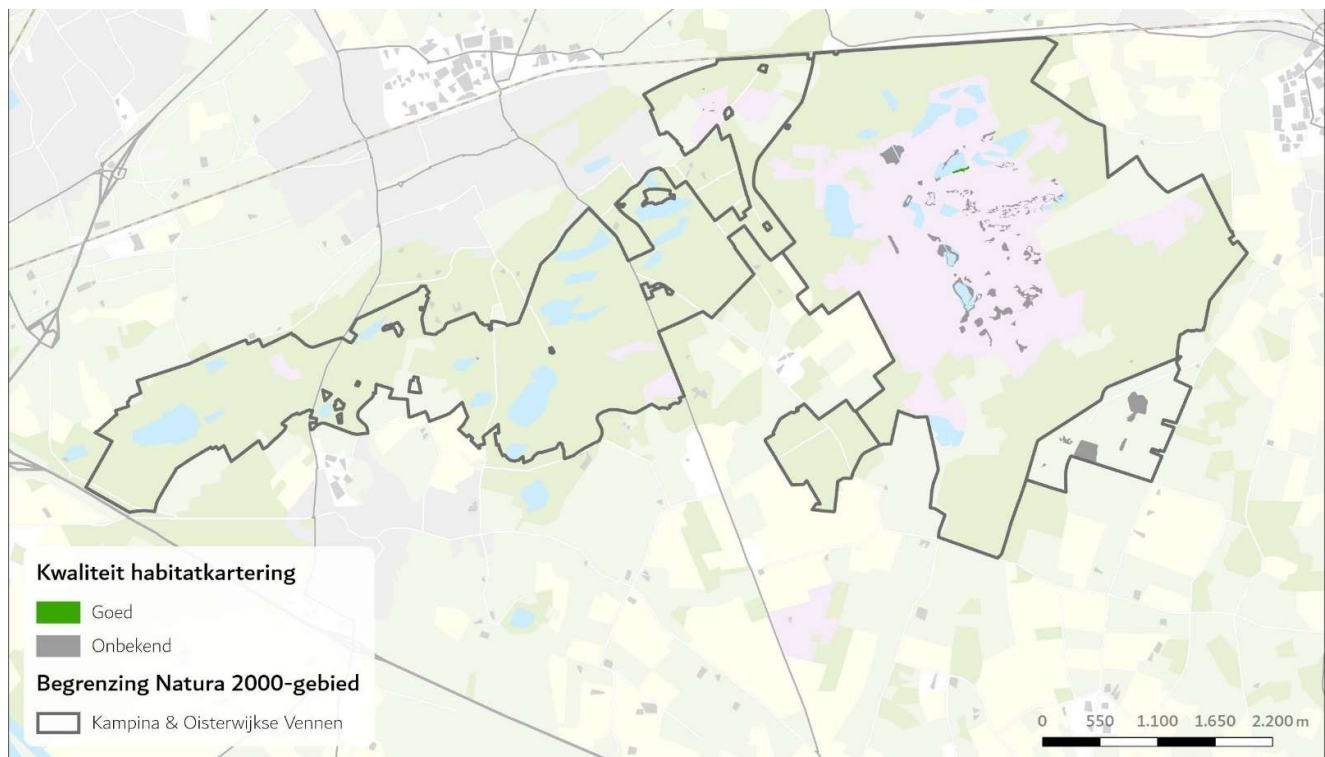 Kwaliteit habitatkartering
Goed
Onbekend
Begrenzing Natura 2000-gebied
Kampina & Oisterwijkse Vennen
0 550 1.100 1.650 2.200 m